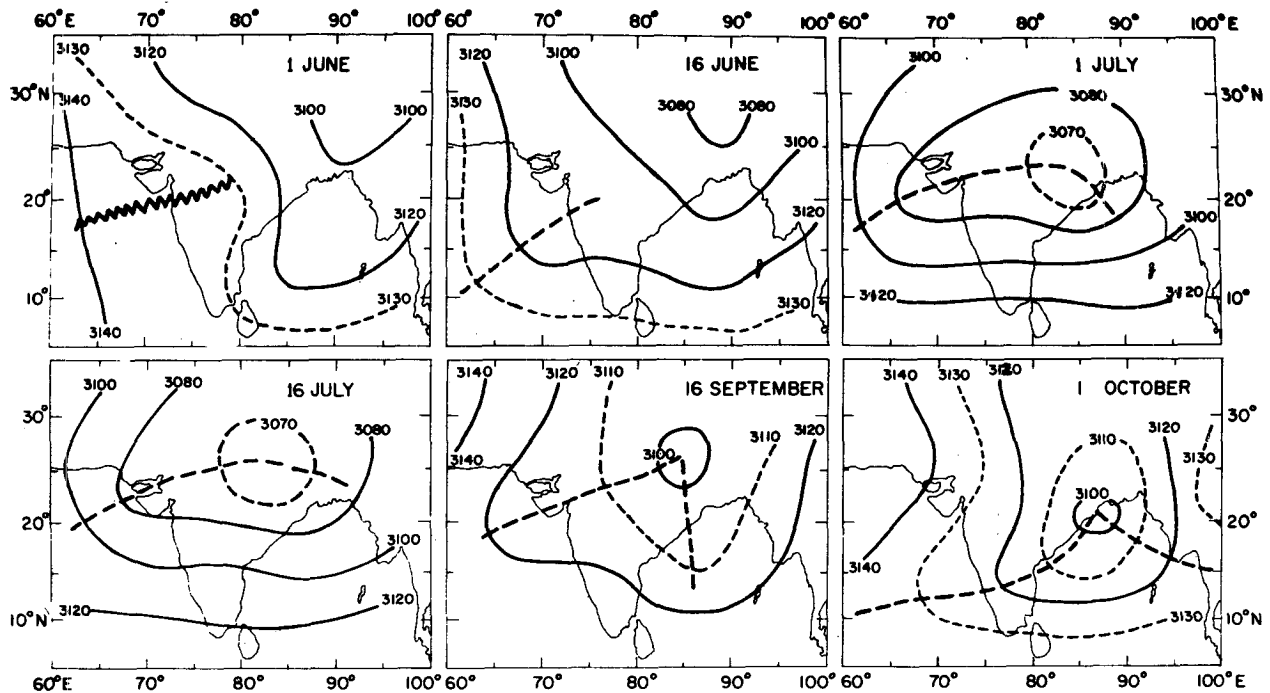 60°E 70° 80° 90° 60° 70° 80° 90° 100° 60° 70° 80° 90° 100°E
3130 3120 1 JUNE
3140 3100 3100
30°N
20°
10°
3120
3130
3140
3120 3100 16 JUNE
3130 3080 3080
3100
3120
3130
3100 1 JULY
3080
3070
3100
3120 3120
30°N
20°
10°
3100 3080 16 JULY
3070
3080
30°
20°
10°N
3100
3120 3120
3140 3120 3110 16 SEPTEMBER
3120
3110
3140 3100
3140 3130 3120 1 OCTOBER
3110 3120
3130
3100
3140
3130
30°
20°
10°N
60°E 70° 80° 90° 100° 60° 70° 80° 90° 100° 60° 70° 80° 90° 100°E